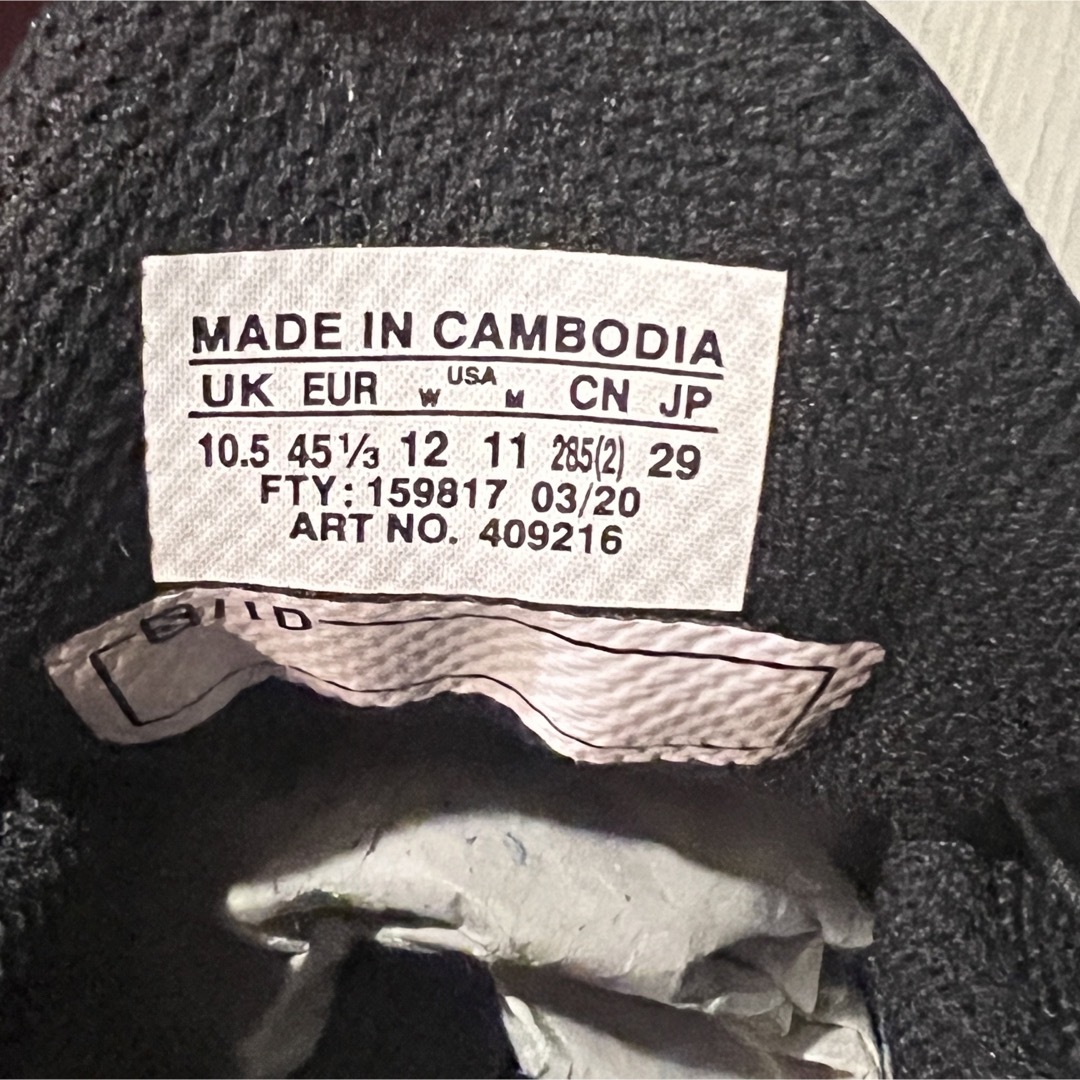 MADE IN CAMBODIA
UK EUR W USA M CN JP
10.5 45⅓ 12 11 285(2) 29
FTY: 159817 03/20
ART NO. 409216